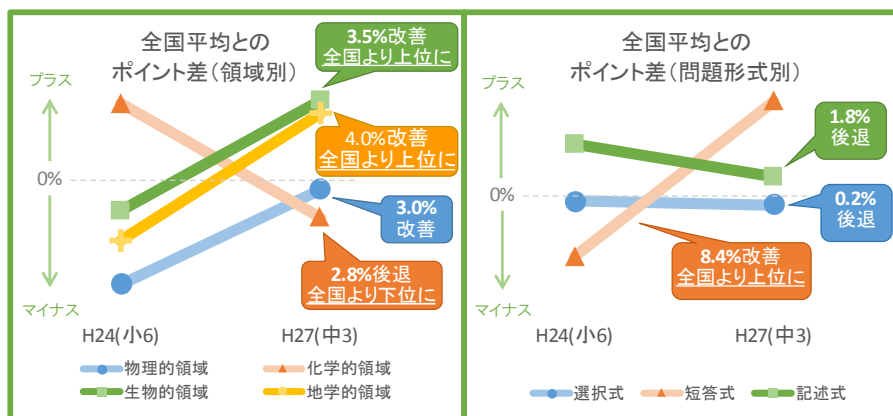 全国平均との
ポイント差（領域別）
プラス
0%
マイナス
3.5%改善
全国より上位に
4.0%改善
全国より上位に
3.0%
改善
2.8%後退
全国より下位に
H24(小6)
H27(中3)
物理的領域
化学的領域
生物的領域
地学的領域
全国平均との
ポイント差（問題形式別）
プラス
0%
マイナス
1.8%
後退
0.2%
後退
8.4%改善
全国より上位に
H24(小6)
H27(中3)
選択式
短答式
記述式